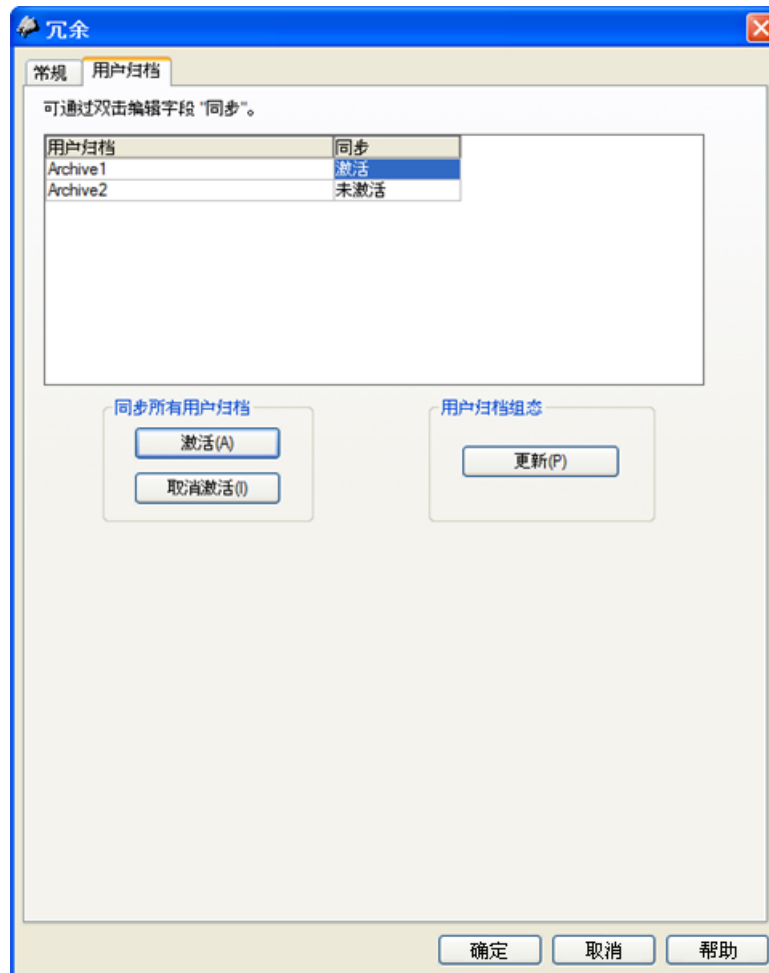 冗余
常规 用户归档
可通过双击编辑字段 "同步"。
用户归档 同步
Archive1 激活
Archive2 未激活
同步所有用户归档 用户归档组态
激活(A)
更新(P)
取消激活(I)
确定 取消 帮助